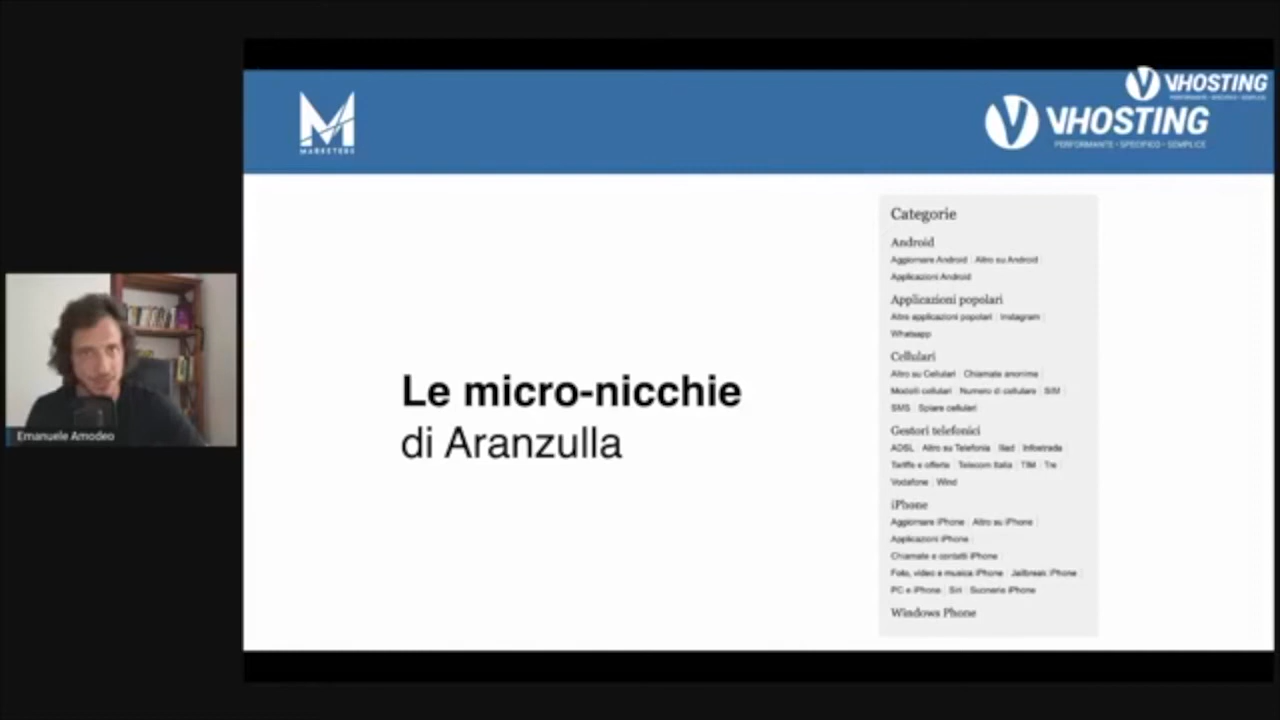 VHOSTING
PERFORMANTE • SPECIFICO • SEMPLICE
M
MARKETERS
VHOSTING
PERFORMANTE • SPECIFICO • SEMPLICE
Le micro-nicchie
di Aranzulla
Categorie
Android
Aggiornare Android | Altro su Android
Applicazioni Android
Applicazioni popolari
Altre applicazioni popolari | Instagram |
Whatsapp
Cellulari
Altro su Cellulari | Chiamate anonime
Modelli cellulari | Numero di cellulare | SIM |
SMS | Spiare cellulari
Gestori telefonici
ADSL | Altro su Telefonia | Iliad | Infostrada
Tariffe e offerte | Telecom Italia | TIM | Tre
Vodafone | Wind
iPhone
Aggiornare iPhone | Altro su iPhone |
Applicazioni iPhone
Chiamate e contatti iPhone
Foto, video e musica iPhone | Jailbreak iPhone |
PC e iPhone | Siri | Suonerie iPhone
Windows Phone
Emanuele Amodeo